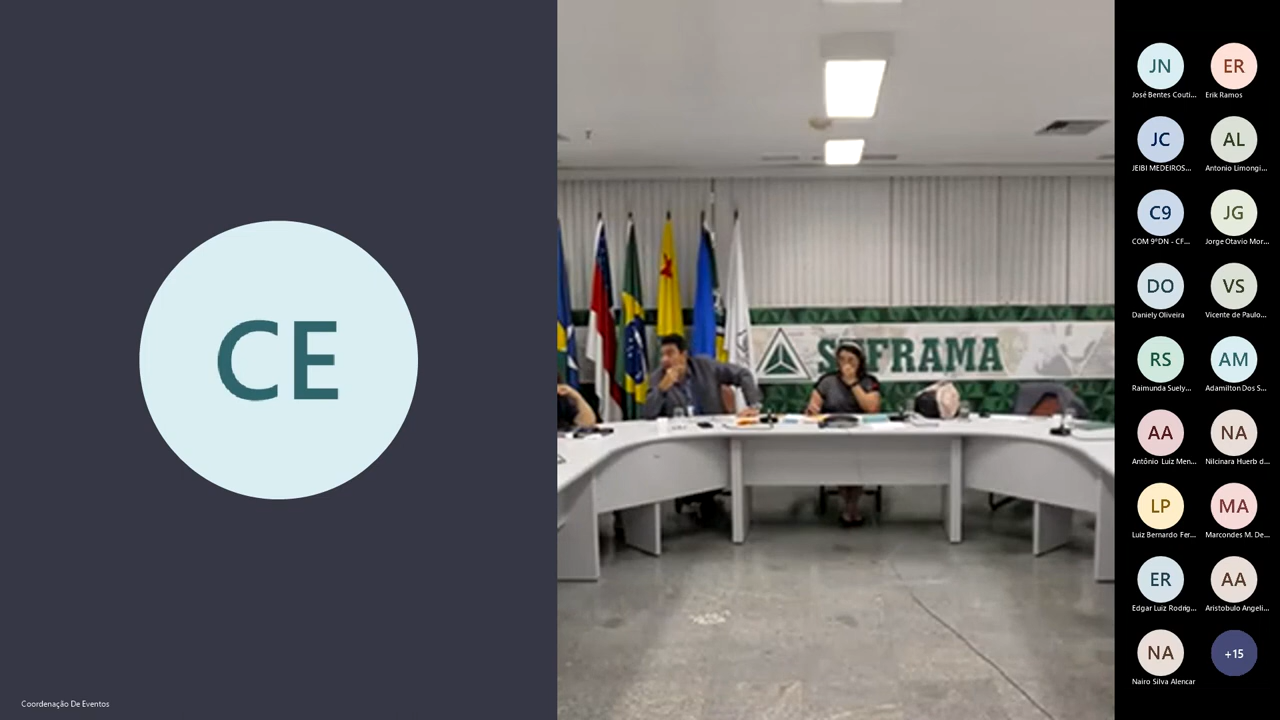 CE
Coordenação De Eventos
SUFRAMA
JN
ER
José Bentes Couti...
Erik Ramos
JC
AL
JEIBI MEDEIROS...
Antonio Limongi...
C9
JG
COM 9ºDN - CF...
Jorge Otavio Mor...
DO
VS
Daniely Oliveira
Vicente de Paulo...
RS
AM
Raimunda Suely...
Adamilton Dos S...
AA
NA
Antônio Luiz Men...
Nilcinara Huerb d...
LP
MA
Luiz Bernardo Fer...
Marcondes M. De...
ER
AA
Edgar Luiz Rodrig...
Aristobulo Angeli...
NA
+15
Nairo Silva Alencar